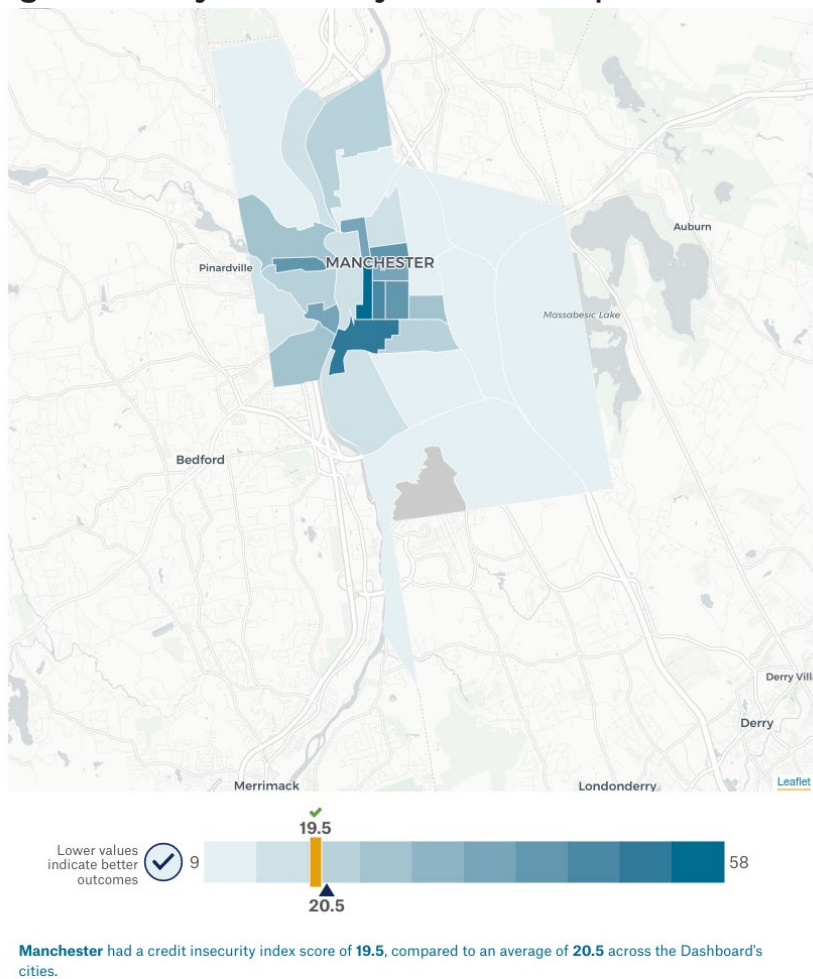 Auburn
Pinardville
MANCHESTER
Massabesic Lake
Bedford
Derry Vill
Derry
Merrimack
Londonderry
Leaflet
19.5
Lower values
indicate better
outcomes
9
58
20.5
Manchester had a credit insecurity index score of 19.5, compared to an average of 20.5 across the Dashboard's
cities.